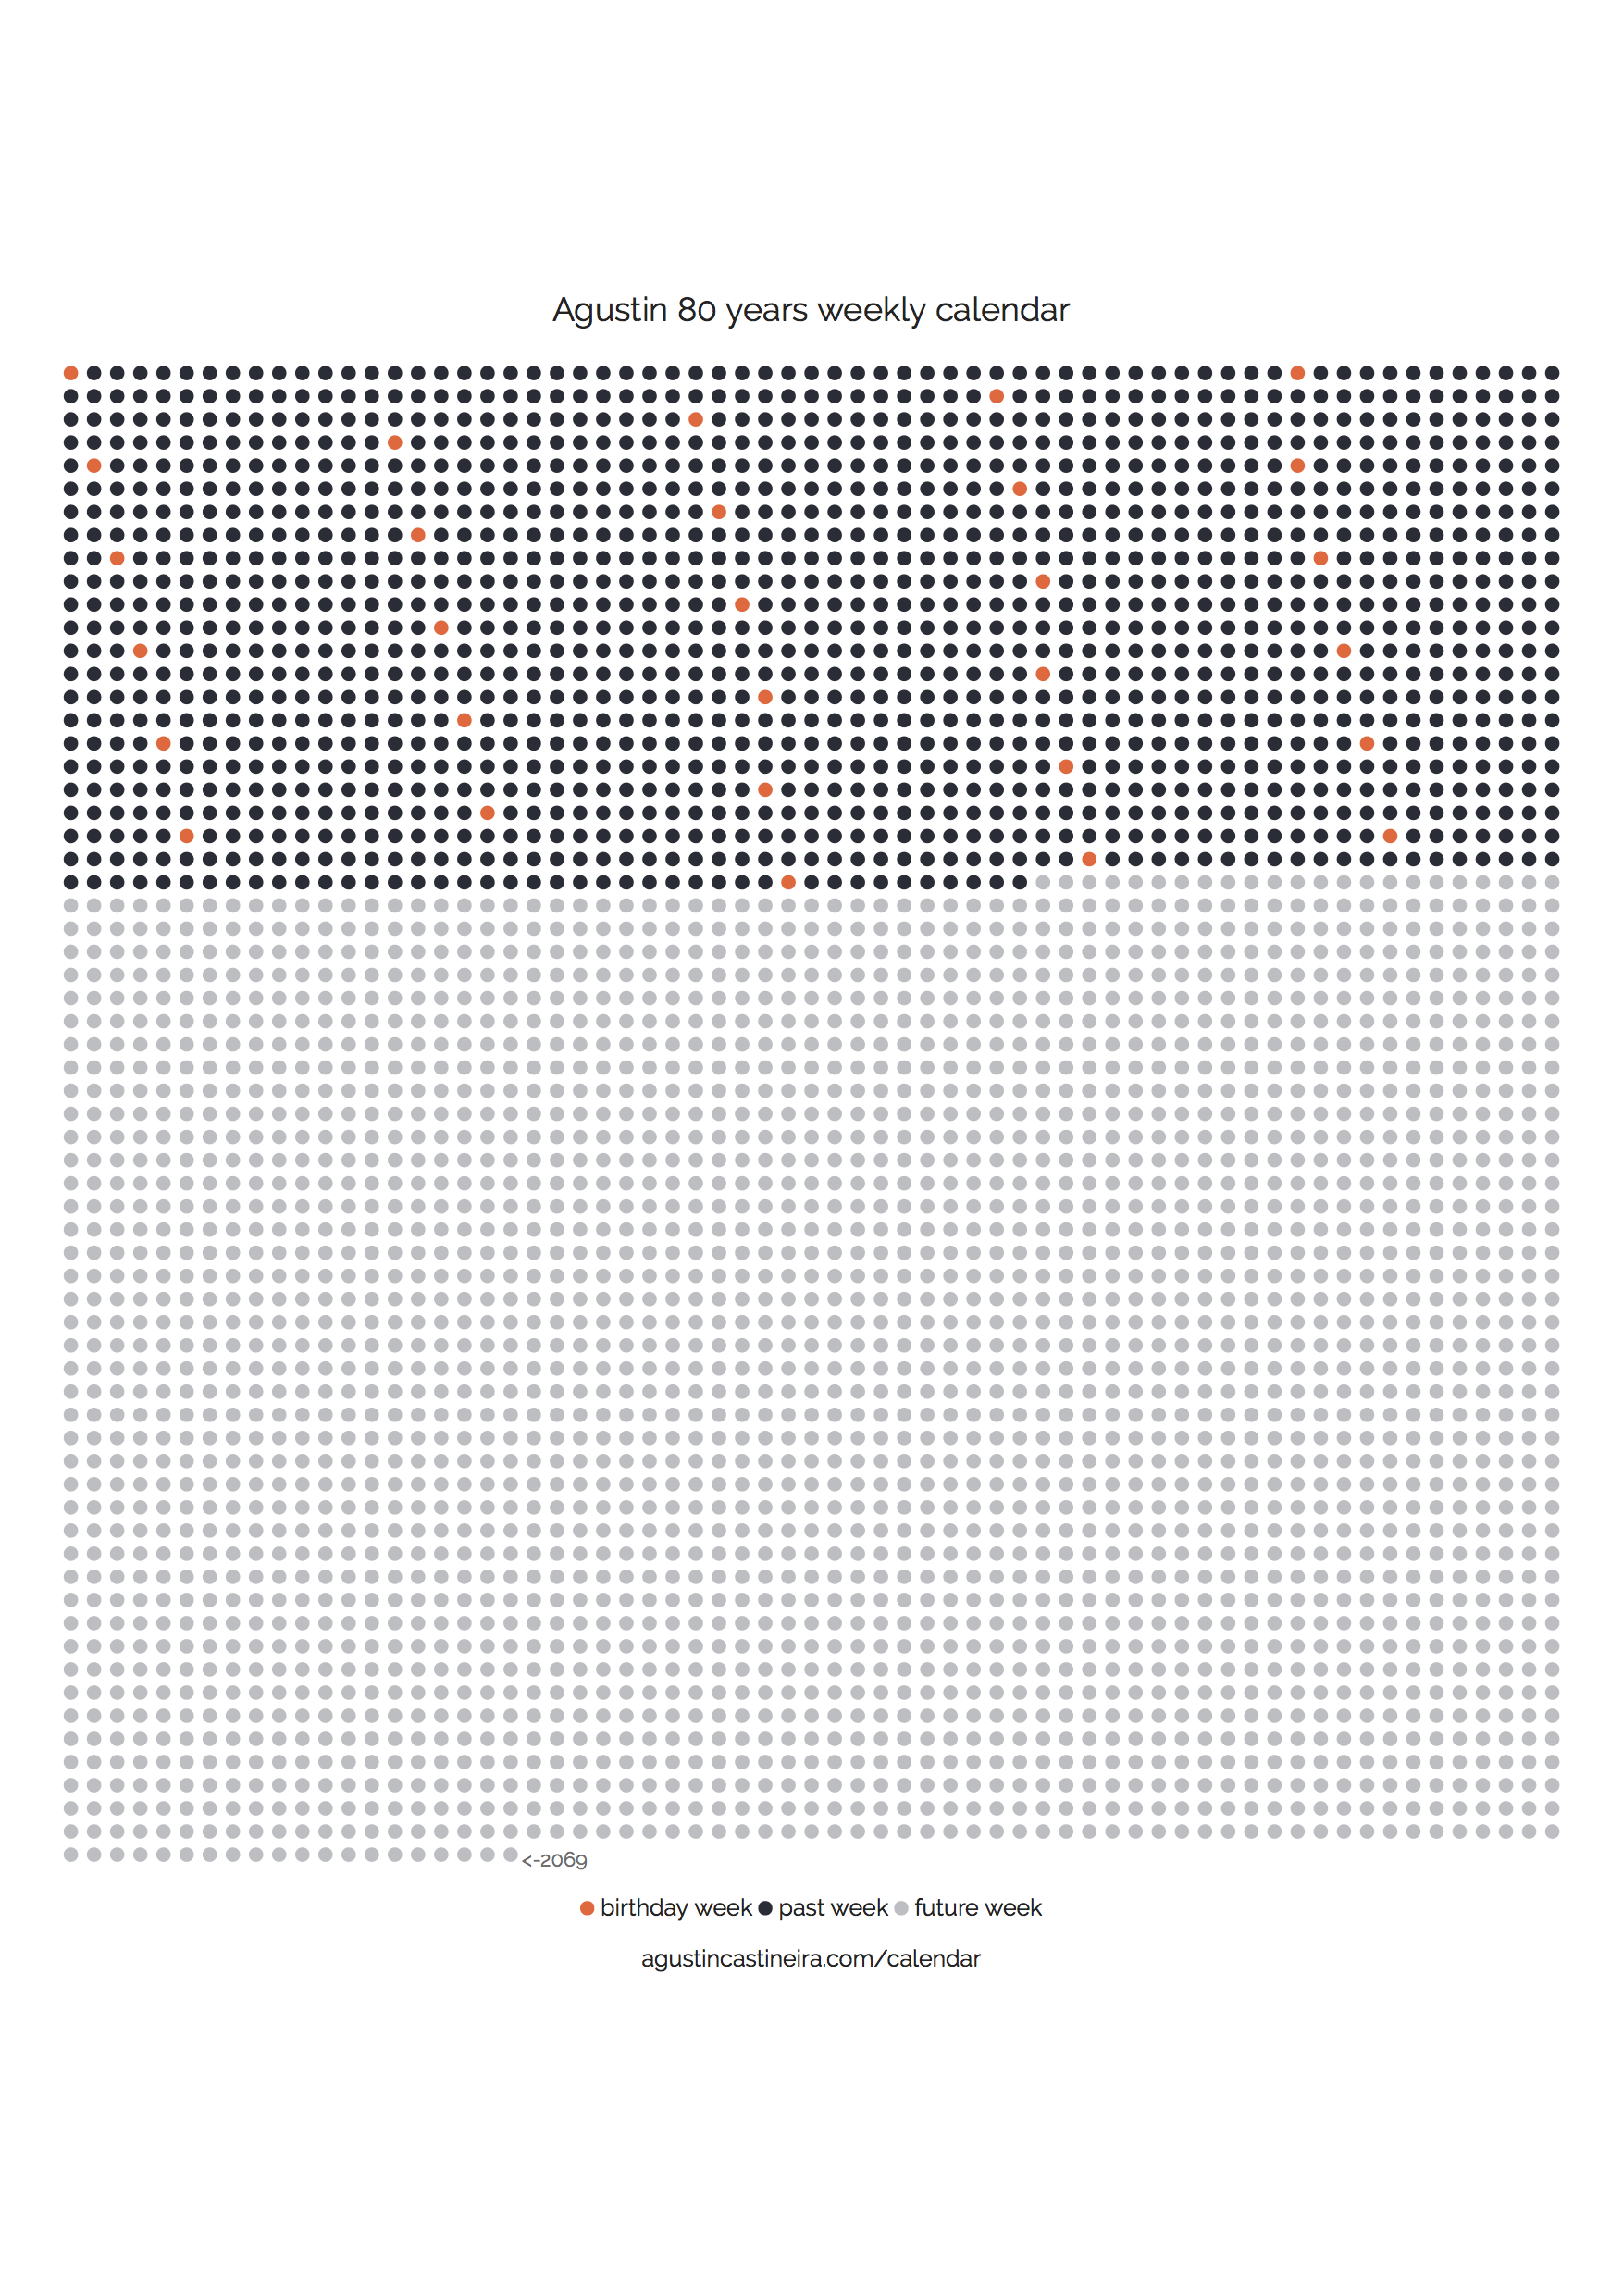 Agustin 80 years weekly calendar
<-2069
birthday week past week future week
agustincastineira.com/calendar